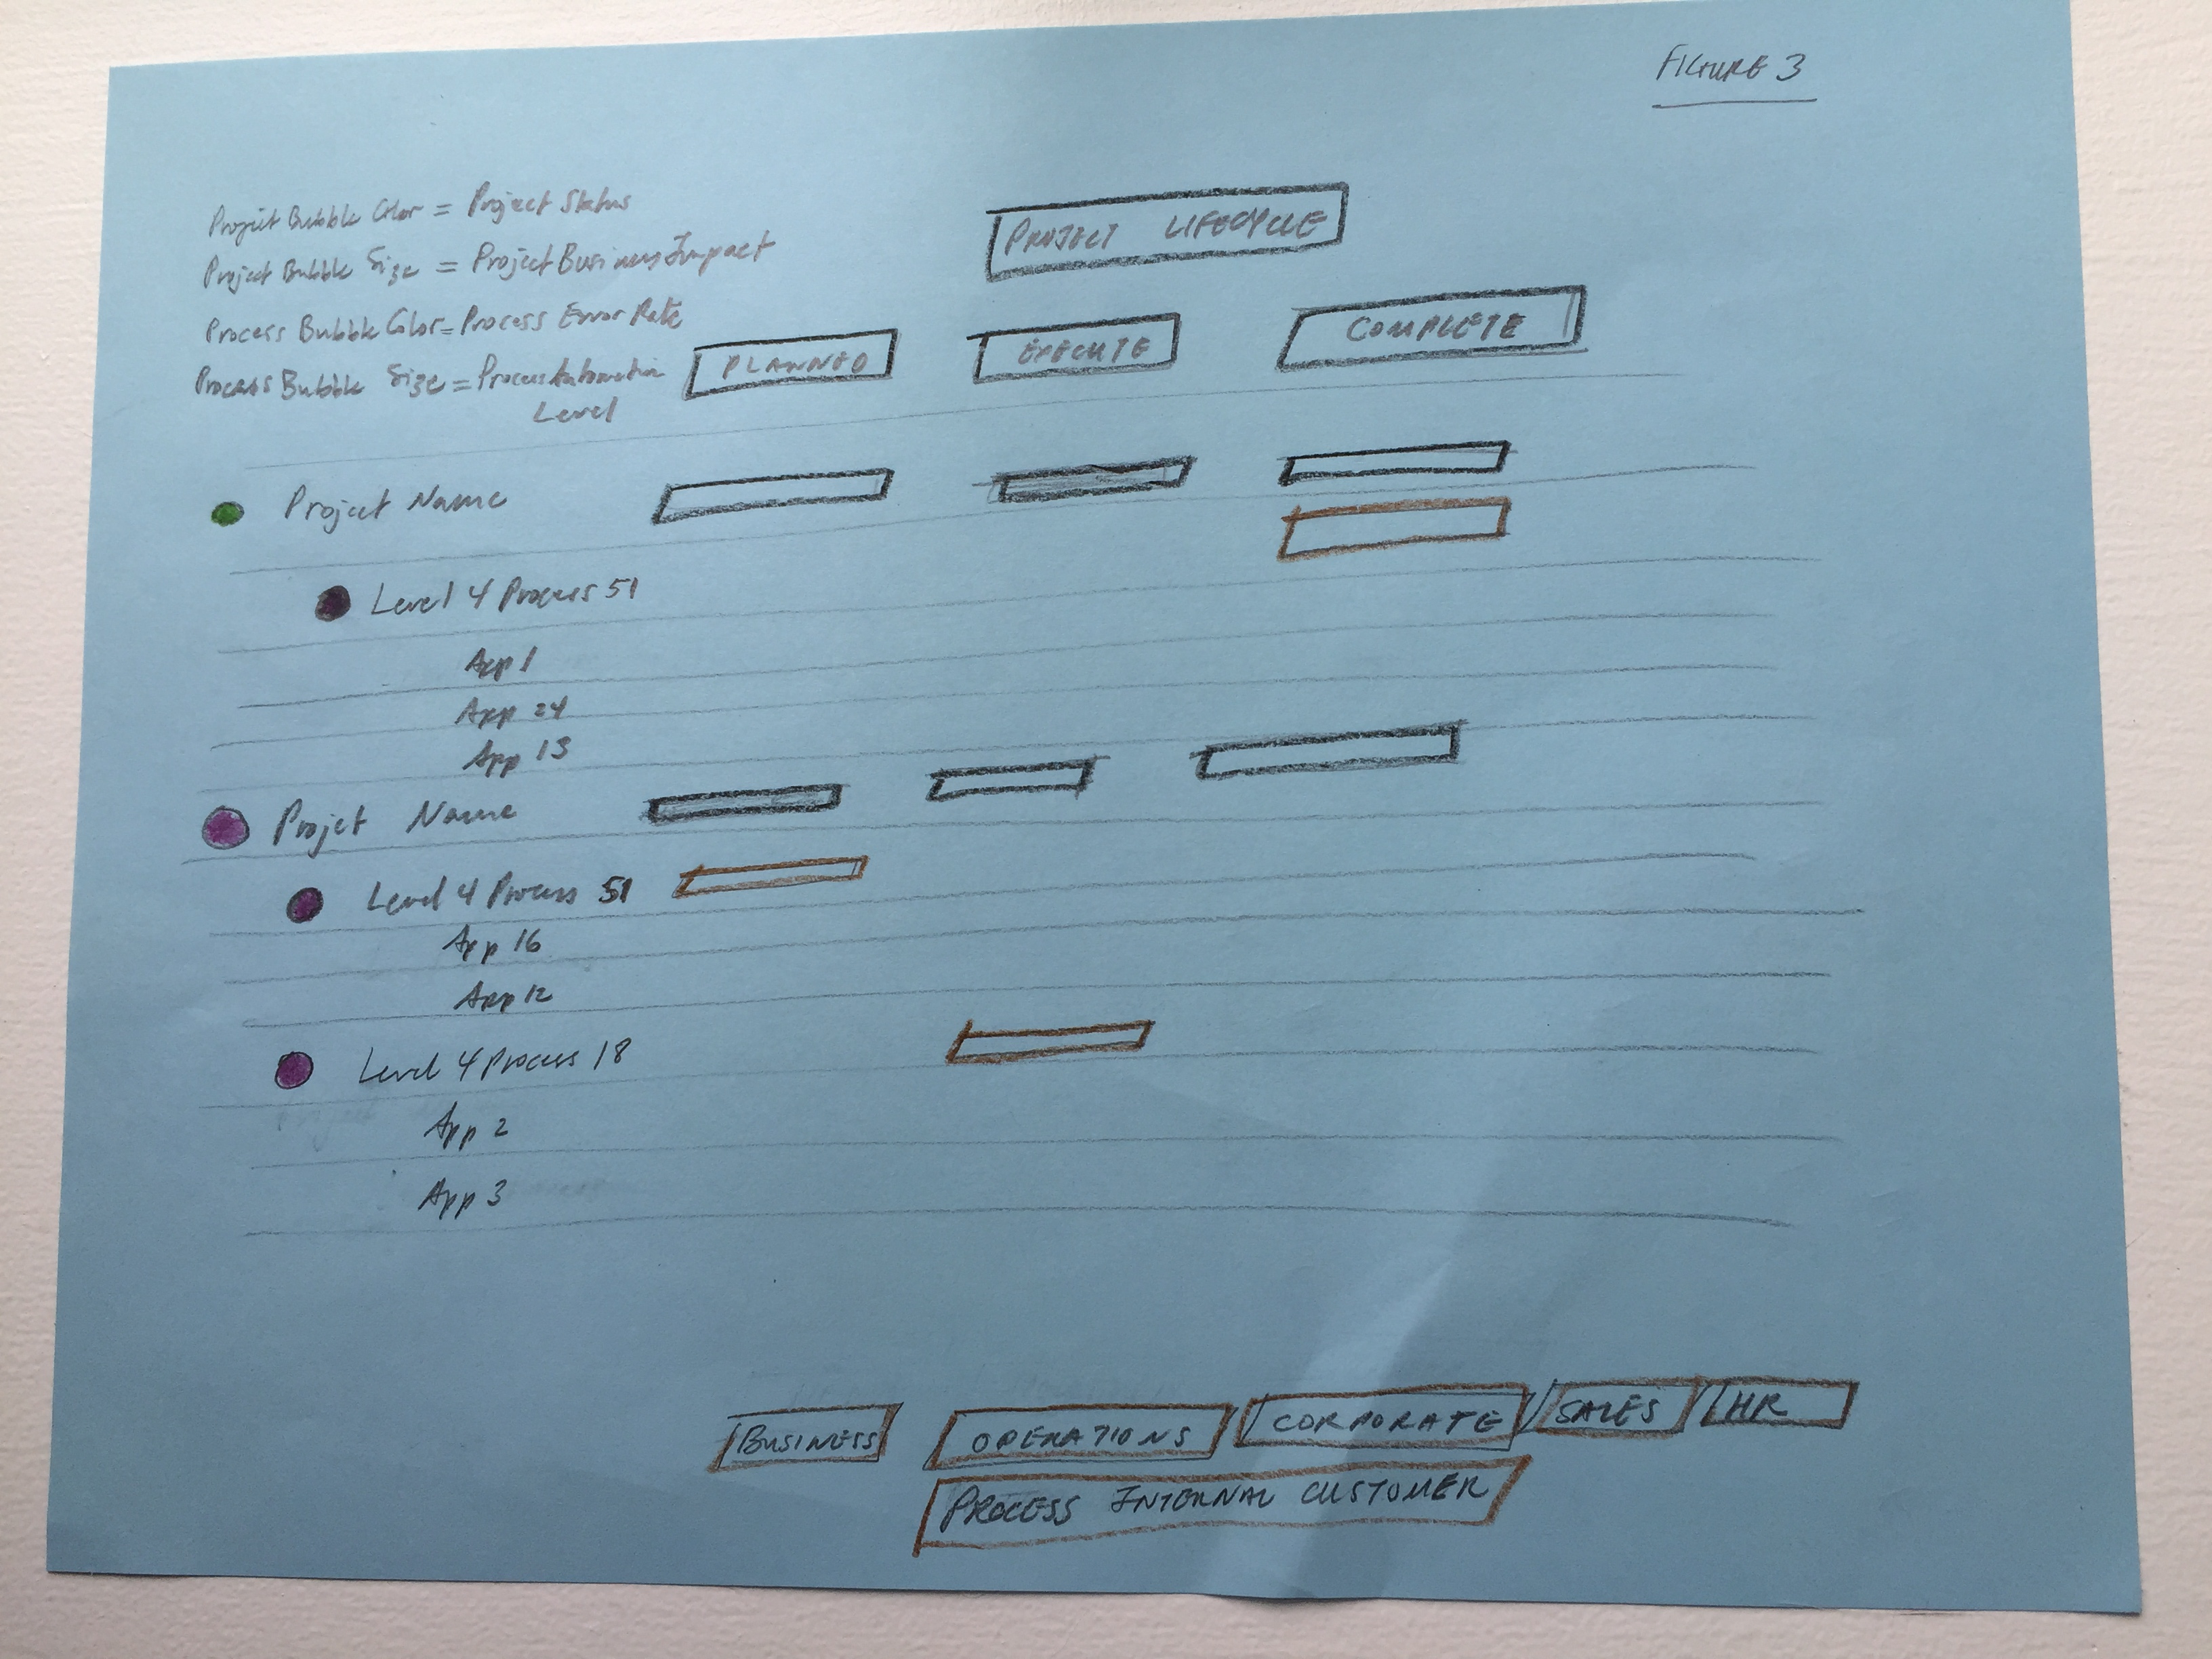 FIGURE 3
Project Bubble Color = Project Status
Project Bubble Size = Project Business Impact
Process Bubble Color = Process Error Rate
Process Bubble Size = Process
Level
PROJECT LIFECYCLE
PLANNED EXECUTE COMPLETE
Project Name
Level 4 Process 51
App 1
App 24
App 15
Project Name
Level 4 Process 51
App 16
App 12
Level 4 Process 18
App 2
App 3
BUSINESS OPERATIONS CORPORATE SALES HR
PROCESS INTERNAL CUSTOMER